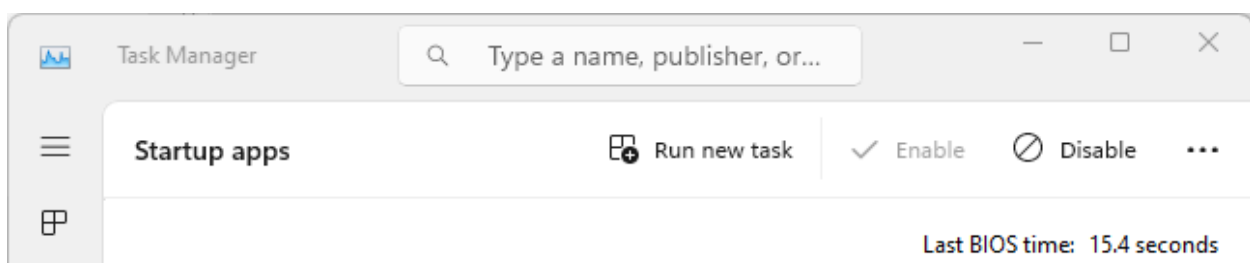 Task Manager
Type a name, publisher, or...
Startup apps
Run new task
Enable
Disable
Last BIOS time: 15.4 seconds